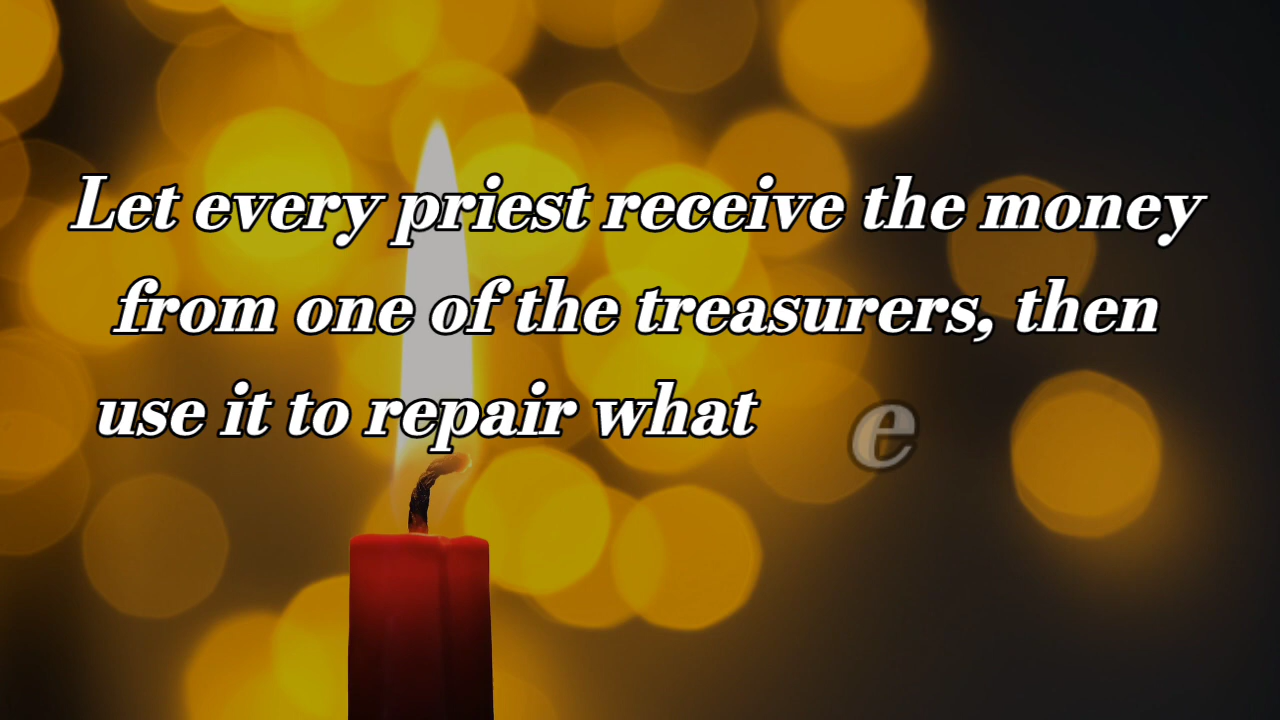 Let every priest receive the money
from one of the treasurers, then
use it to repair what e